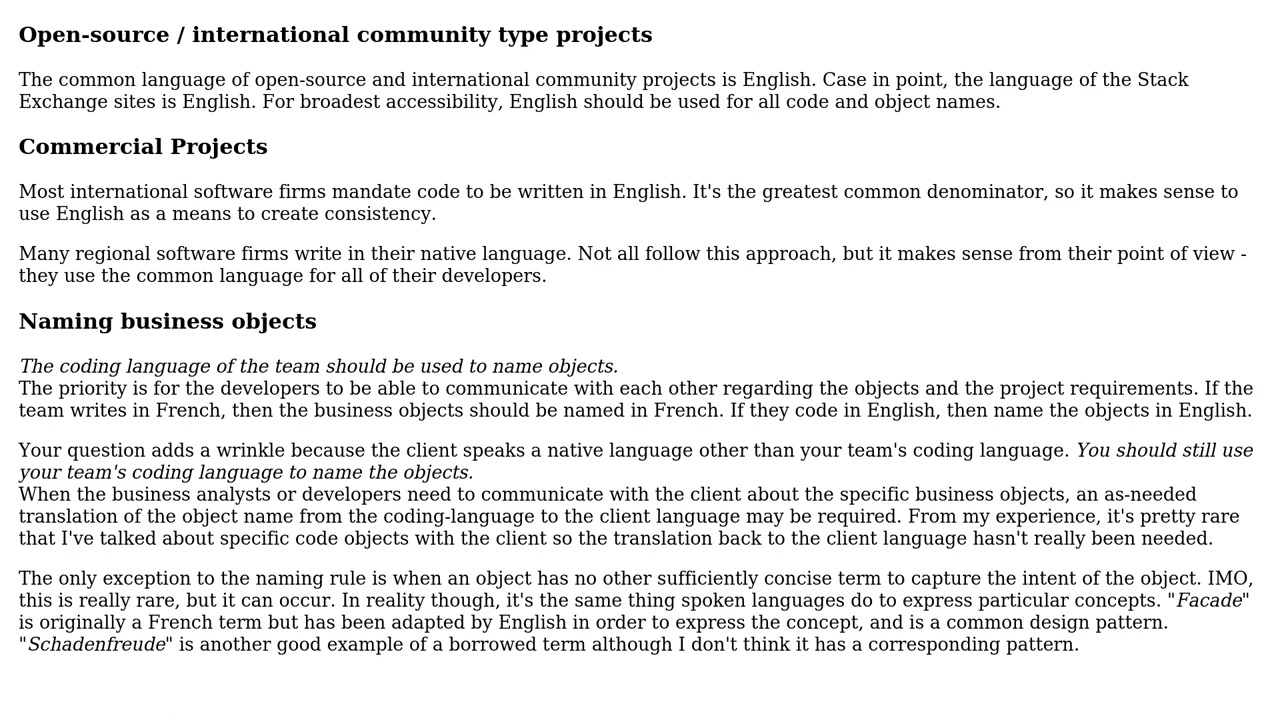 Open-source / international community type projects
The common language of open-source and international community projects is English. Case in point, the language of the Stack
Exchange sites is English. For broadest accessibility, English should be used for all code and object names.
Commercial Projects
Most international software firms mandate code to be written in English. It's the greatest common denominator, so it makes sense to
use English as a means to create consistency.
Many regional software firms write in their native language. Not all follow this approach, but it makes sense from their point of view -
they use the common language for all of their developers.
Naming business objects
The coding language of the team should be used to name objects.
The priority is for the developers to be able to communicate with each other regarding the objects and the project requirements. If the
team writes in French, then the business objects should be named in French. If they code in English, then name the objects in English.
Your question adds a wrinkle because the client speaks a native language other than your team's coding language. You should still use
your team's coding language to name the objects.
When the business analysts or developers need to communicate with the client about the specific business objects, an as-needed
translation of the object name from the coding-language to the client language may be required. From my experience, it's pretty rare
that I've talked about specific code objects with the client so the translation back to the client language hasn't really been needed.
The only exception to the naming rule is when an object has no other sufficiently concise term to capture the intent of the object. IMO,
this is really rare, but it can occur. In reality though, it's the same thing spoken languages do to express particular concepts. "Facade"
is originally a French term but has been adapted by English in order to express the concept, and is a common design pattern.
"Schadenfreude" is another good example of a borrowed term although I don't think it has a corresponding pattern.